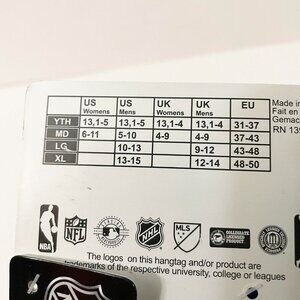 US Womens US Mens UK Womens UK Mens EU
YTH 13,1-5 13,1-5 13,1-4 13,1-4 31-37
MD 6-11 5-10 4-9 4-9 37-43
LG 10-13 9-12 43-48
XL 13-15 12-14 48-50
Made in
Fait en
Gemac
RN 139
NBA NFL NHL MLS COLLEGIATE LICENSED PRODUCT
The logos on this hangtag and/or product are
trademarks of the respective university, college or leagues